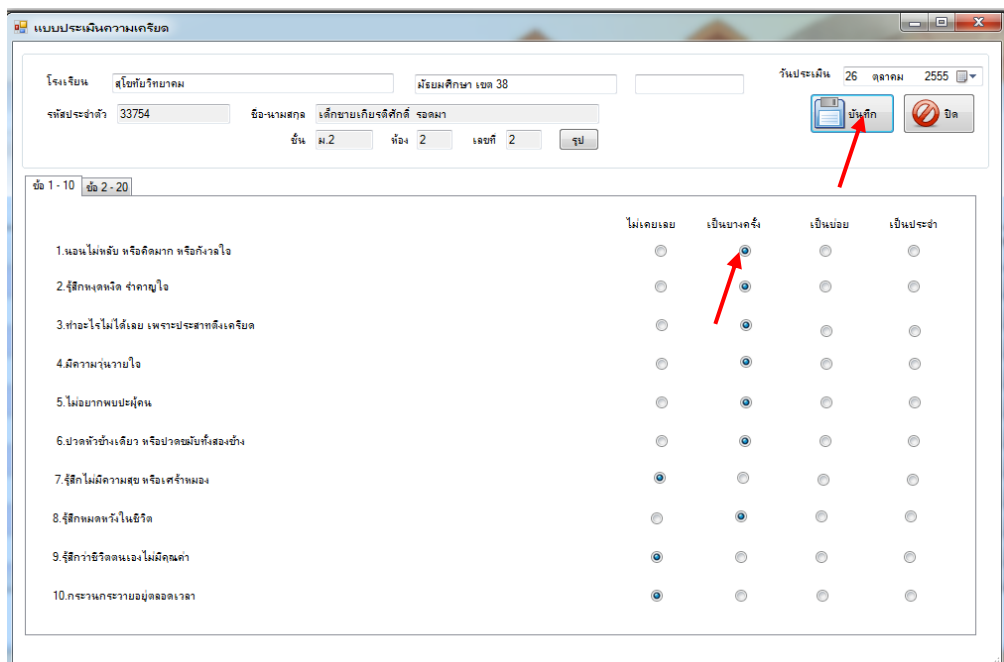 แบบประเมินความเครียด
โรงเรียน สุโขทัยวิทยาคม มัธยมศึกษา เขต 38 วันประเมิน 26 ตุลาคม 2555
รหัสประจำตัว 33754 ชื่อ-นามสกุล เด็กชายเกียรติศักดิ์ รอดมา บันทึก ปิด
ชั้น ม.2 ห้อง 2 เลขที่ 2 รูป
ข้อ 1 - 10 ข้อ 2 - 20
ไม่เคยเลย เป็นบางครั้ง เป็นบ่อย เป็นประจำ
1.นอนไม่หลับ หรือคิดมาก หรือกังวลใจ
2.รู้สึกหงุดหงิด รำคาญใจ
3.ทำอะไรไม่ได้เลย เพราะประสาทตึงเครียด
4.มีความวุ่นวายใจ
5.ไม่อยากพบปะผู้คน
6.ปวดหัวข้างเดียว หรือปวดขมับทั้งสองข้าง
7.รู้สึกไม่มีความสุข หรือเศร้าหมอง
8.รู้สึกหมดหวังในชีวิต
9.รู้สึกว่าชีวิตตนเองไม่มีคุณค่า
10.กระวนกระวายอยู่ตลอดเวลา